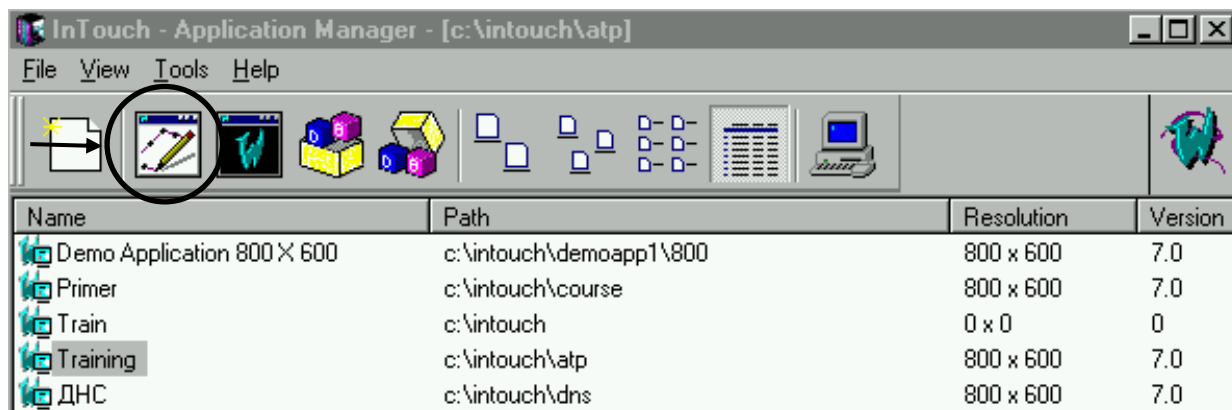 InTouch - Application Manager - [c:\intouch\atp]
File View Tools Help
D B
D B
Name Path Resolution Version
Demo Application 800 X 600 c:\intouch\demoapp1\800 800 x 600 7.0
Primer c:\intouch\course 800 x 600 7.0
Train c:\intouch 0 x 0 0
Training c:\intouch\atp 800 x 600 7.0
ДНС c:\intouch\dns 800 x 600 7.0